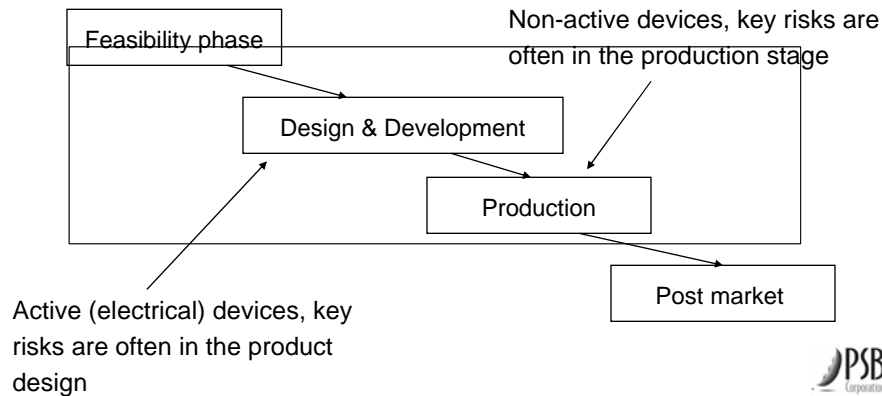 Feasibility phase
Non-active devices, key risks are
often in the production stage
Design & Development
Production
Post market
Active (electrical) devices, key
risks are often in the product
design
PSB
Corporation